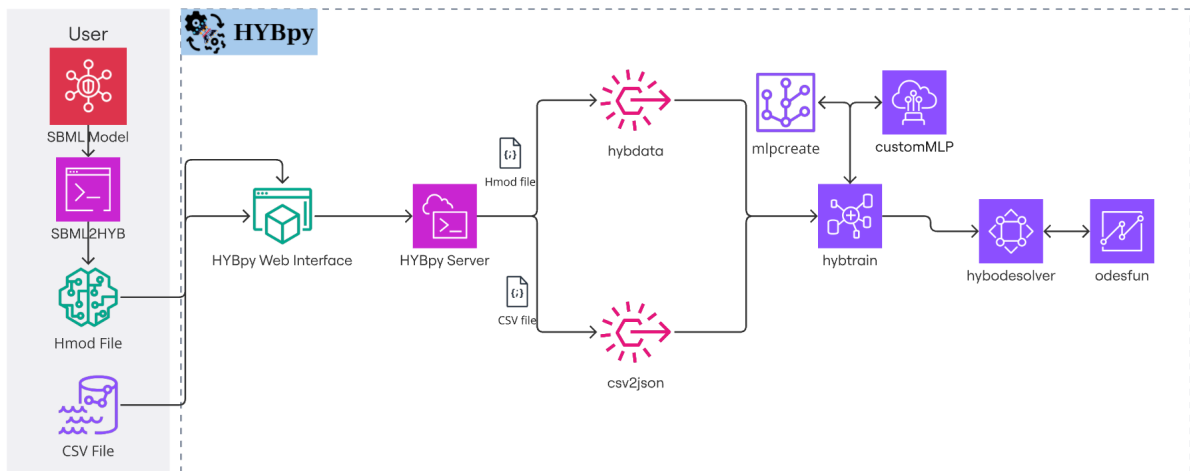 User
HYBpy
SBML Model
SBML2HYB
Hmod File
CSV File
HYBpy Web Interface
HYBpy Server
{;}
Hmod file
{;}
CSV file
hybdata
csv2json
mlpcreate
customMLP
hybtrain
hybodesolver
odesfun